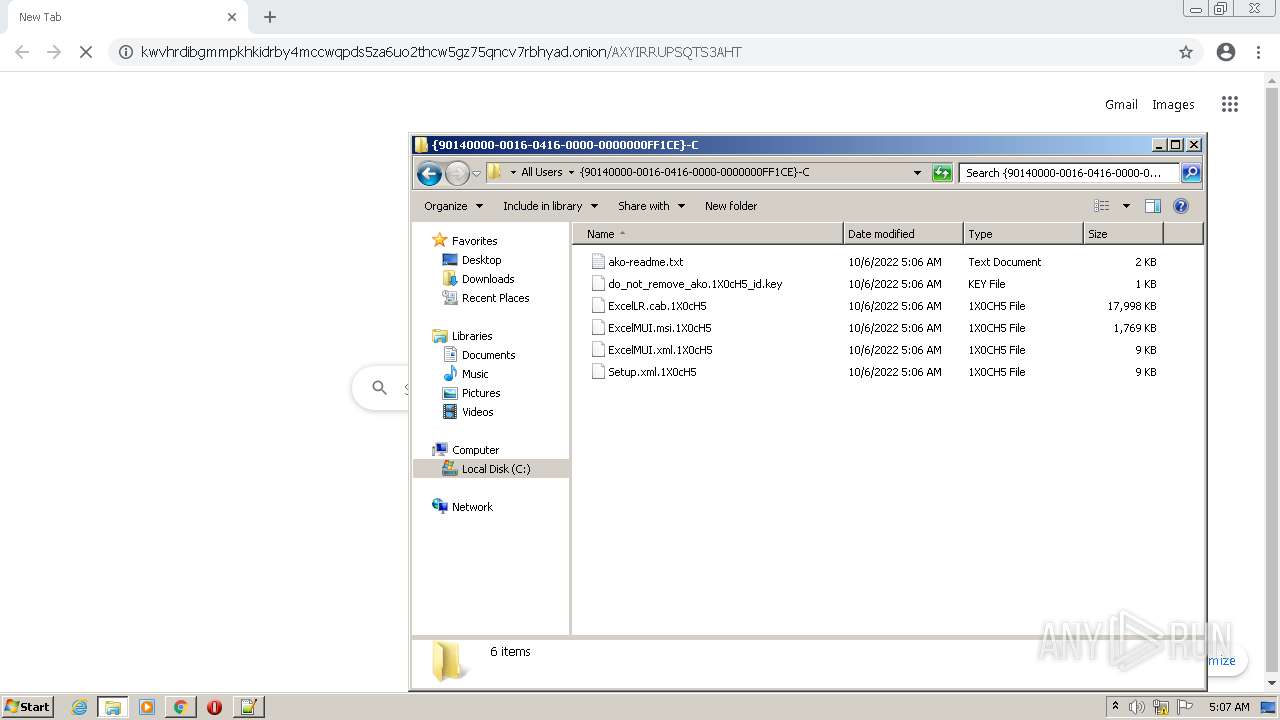 New Tab
kwvhrdibgmmpkhkidrby4mccwqpds5za6uo2thcw5gz75qncv7rbhyad.onion/AXYIRRUPSQTS3AHT
Gmail Images
{90140000-0016-0416-0000-0000000FF1CE}-C
All Users {90140000-0016-0416-0000-0000000FF1CE}-C
Search {90140000-0016-0416-0000-0...
Organize Include in library Share with New folder
Name Date modified Type Size
Favorites
Desktop
Downloads
Recent Places
Libraries
Documents
Music
Pictures
Videos
Computer
Local Disk (C:)
Network
ako-readme.txt 10/6/2022 5:06 AM Text Document 2 KB
do_not_remove_ako.1X0cH5_id.key 10/6/2022 5:06 AM KEY File 1 KB
ExcelLR.cab.1X0cH5 10/6/2022 5:06 AM 1X0CH5 File 17,998 KB
ExcelMUI.msi.1X0cH5 10/6/2022 5:06 AM 1X0CH5 File 1,769 KB
ExcelMUI.xml.1X0cH5 10/6/2022 5:06 AM 1X0CH5 File 9 KB
Setup.xml.1X0cH5 10/6/2022 5:06 AM 1X0CH5 File 9 KB
6 items
ANY RUN
mize
Start
5:07 AM